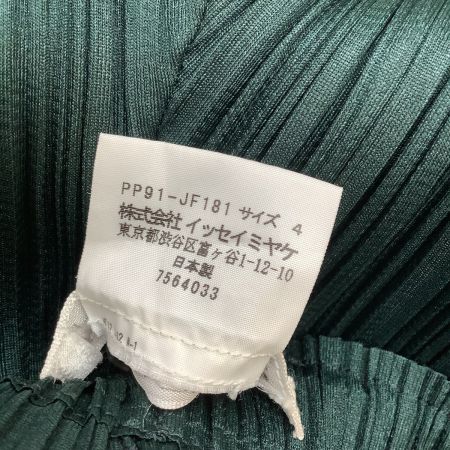 PP91-JF181 サイズ 4
株式会社 イッセイミヤケ
東京都渋谷区富ヶ谷1-12-10
日本製
7564033